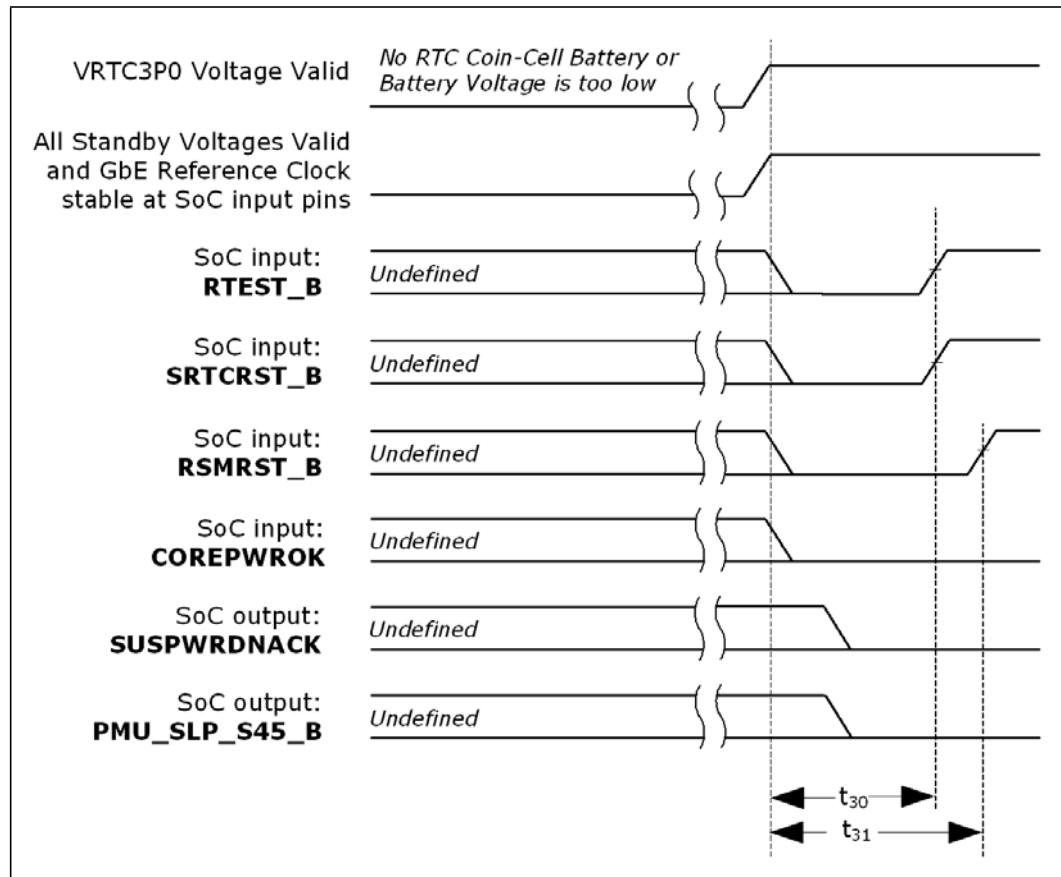 VRTC3P0 Voltage Valid
No RTC Coin-Cell Battery or
Battery Voltage is too low
All Standby Voltages Valid
and GbE Reference Clock
stable at SoC input pins
SoC input:
RTEST_B
Undefined
SoC input:
SRTCRST_B
Undefined
SoC input:
RSMRST_B
Undefined
SoC input:
COREPWROK
Undefined
SoC output:
SUSPWRDNACK
Undefined
SoC output:
PMU_SLP_S45_B
Undefined
t30
t31